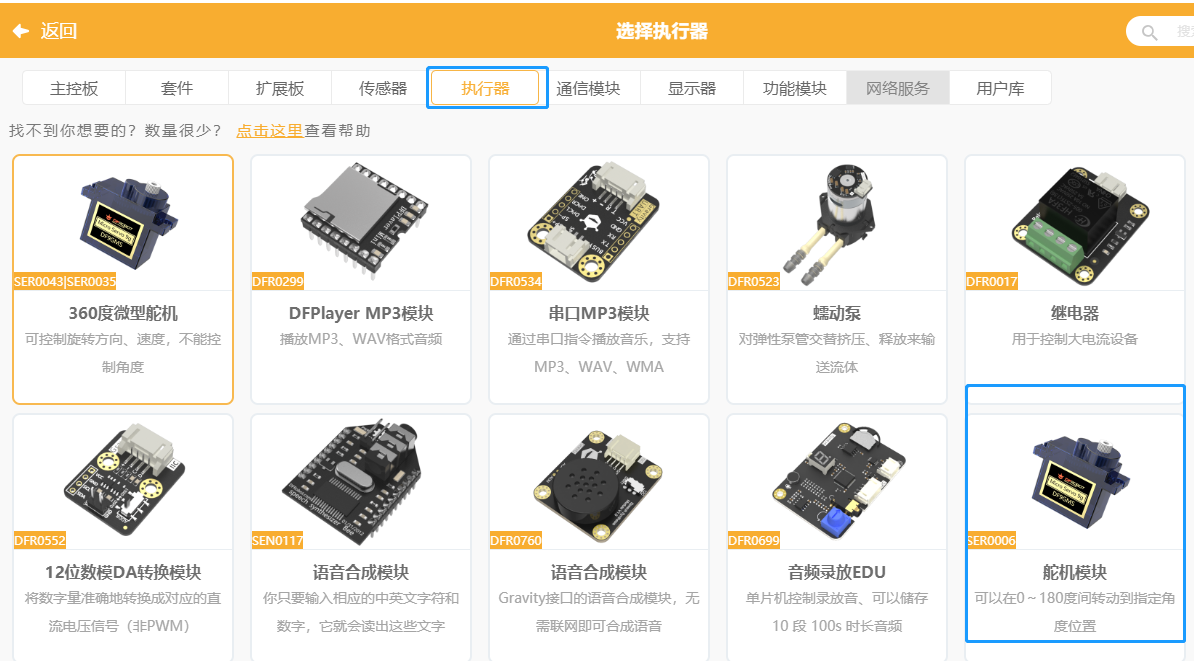 返回
选择执行器
搜
主控板
套件
扩展板
传感器
执行器
通信模块
显示器
功能模块
网络服务
用户库
找不到你想要的？数量很少？ 点击这里查看帮助
SER0043|SER0035
360度微型舵机
可控制旋转方向、速度，不能控
制角度
DFR0299
DFPlayer MP3模块
播放MP3、WAV格式音频
DFR0534
串口MP3模块
通过串口指令播放音乐，支持
MP3、WAV、WMA
DFR0523
蠕动泵
对弹性泵管交替挤压、释放来输
送流体
DFR0017
继电器
用于控制大电流设备
DFR0552
12位数模DA转换模块
将数字量准确地转换成对应的直
流电压信号（非PWM）
SEN0117
语音合成模块
你只要输入相应的中英文字符和
数字，它就会读出这些文字
DFR0760
语音合成模块
Gravity接口的语音合成模块，无
需联网即可合成语音
DFR0699
音频录放EDU
单片机控制录放音、可以储存
10 段 100s 时长音频
SER0006
舵机模块
可以在0～180度间转动到指定角
度位置